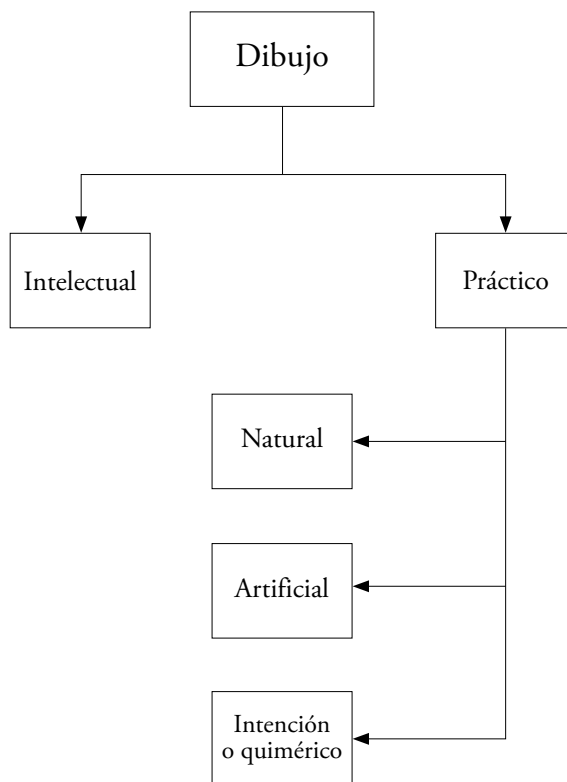 Dibujo
Intelectual
Práctico
Natural
Artificial
Intención
o quimérico